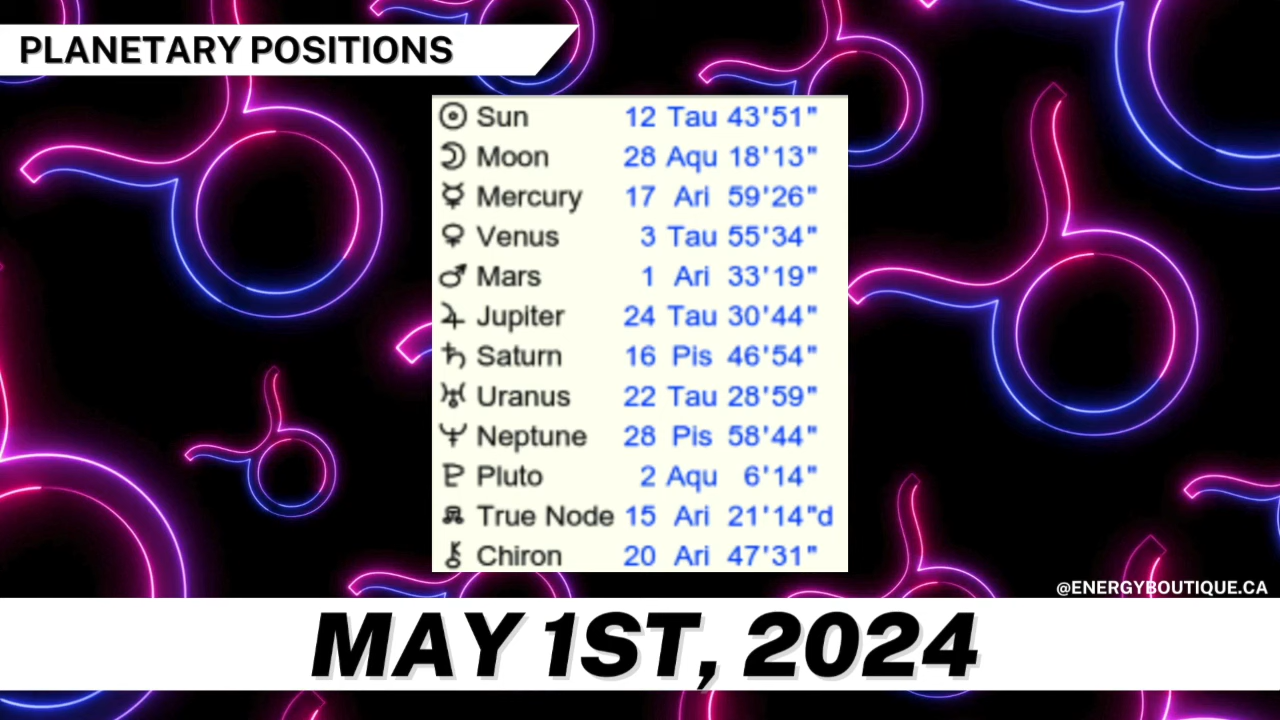 PLANETARY POSITIONS
Sun 12 Tau 43'51"
Moon 28 Aqu 18'13"
Mercury 17 Ari 59'26"
Venus 3 Tau 55'34"
Mars 1 Ari 33'19"
Jupiter 24 Tau 30'44"
Saturn 16 Pis 46'54"
Uranus 22 Tau 28'59"
Neptune 28 Pis 58'44"
Pluto 2 Aqu 6'14"
True Node 15 Ari 21'14"d
Chiron 20 Ari 47'31"
@ENERGYBOUTIQUE.CA
MAY 1ST, 2024